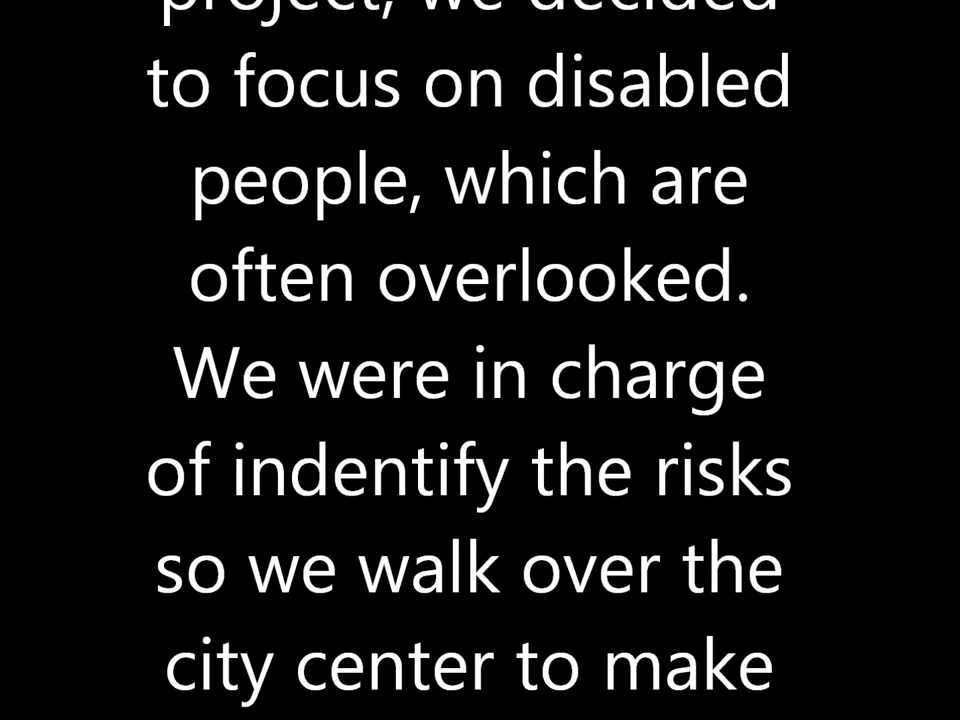 project, we decided
to focus on disabled
people, which are
often overlooked.
We were in charge
of indentify the risks
so we walk over the
city center to make